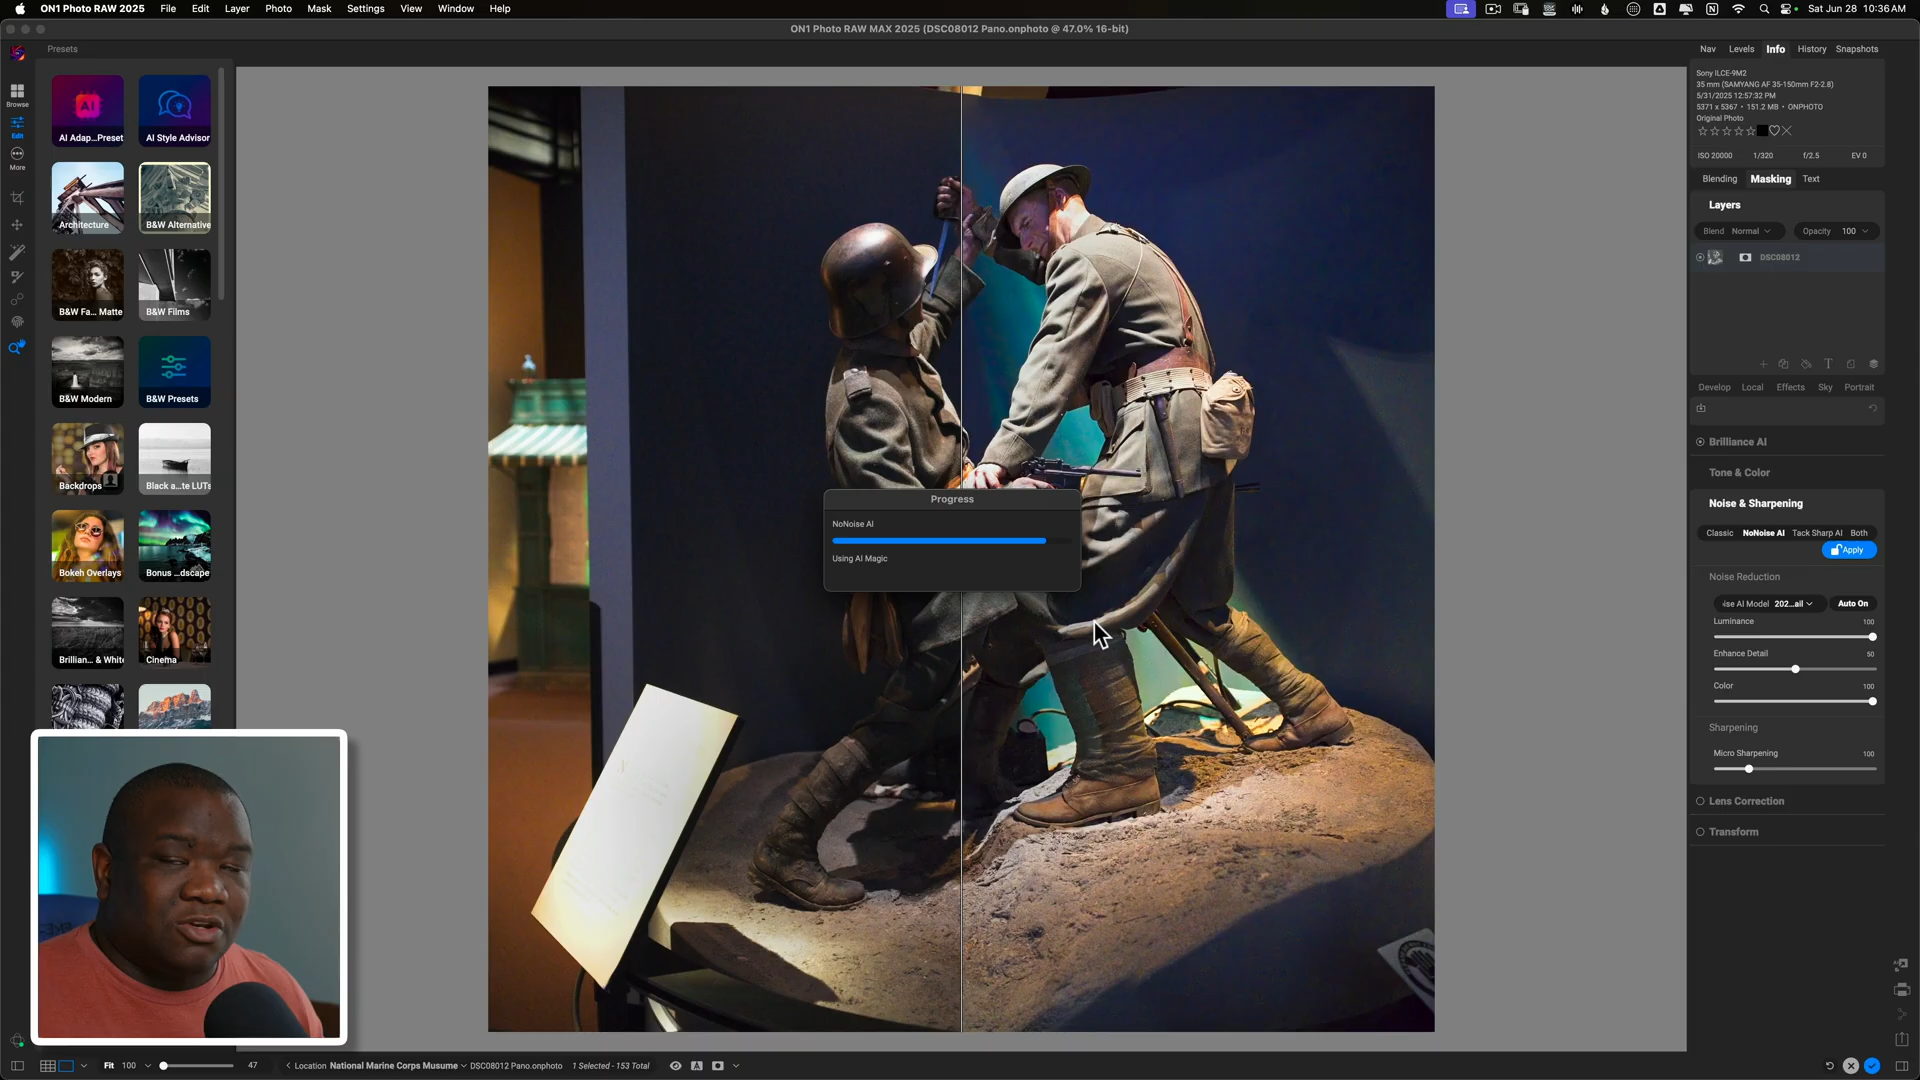 ON1 Photo RAW 2025 File Edit Layer Photo Mask Settings View Window Help Sat Jun 28 10:36 AM
ON1 Photo RAW MAX 2025 (DSC08012 Pano.onphoto @ 47.0% 16-bit)
Presets
Nav Levels Info History Snapshots
Sony ILCE-9M2
35 mm (SAMYANG AF 35-150mm F2-2.8)
5/31/2025 12:57:32 PM
5371 x 5367 • 151.2 MB • ONPHOTO
Original Photo
ISO 20000 1/320 f/2.5 EV 0
Browse
Edit
More
AI
AI Adap...Preset
AI Style Advisor
Architecture
B&W Alternative
B&W Fa... Matte
B&W Films
B&W Modern
B&W Presets
Backdrops
Black a...te LUTs
Bokeh Overlays
Bonus ...dscape
Brillian... & White
Cinema
Blending Masking Text
Layers
Blend Normal Opacity 100
DSC08012
Develop Local Effects Sky Portrait
Brilliance AI
Tone & Color
Noise & Sharpening
Classic NoNoise AI Tack Sharp AI Both
Apply
Noise Reduction
ise AI Model 202...ail Auto On
Luminance 100
Enhance Detail 50
Color 100
Sharpening
Micro Sharpening 100
Lens Correction
Transform
Progress
NoNoise AI
Using AI Magic
Fit 100 47 Location National Marine Corps Musume DSC08012 Pano.onphoto 1 Selected - 153 Total